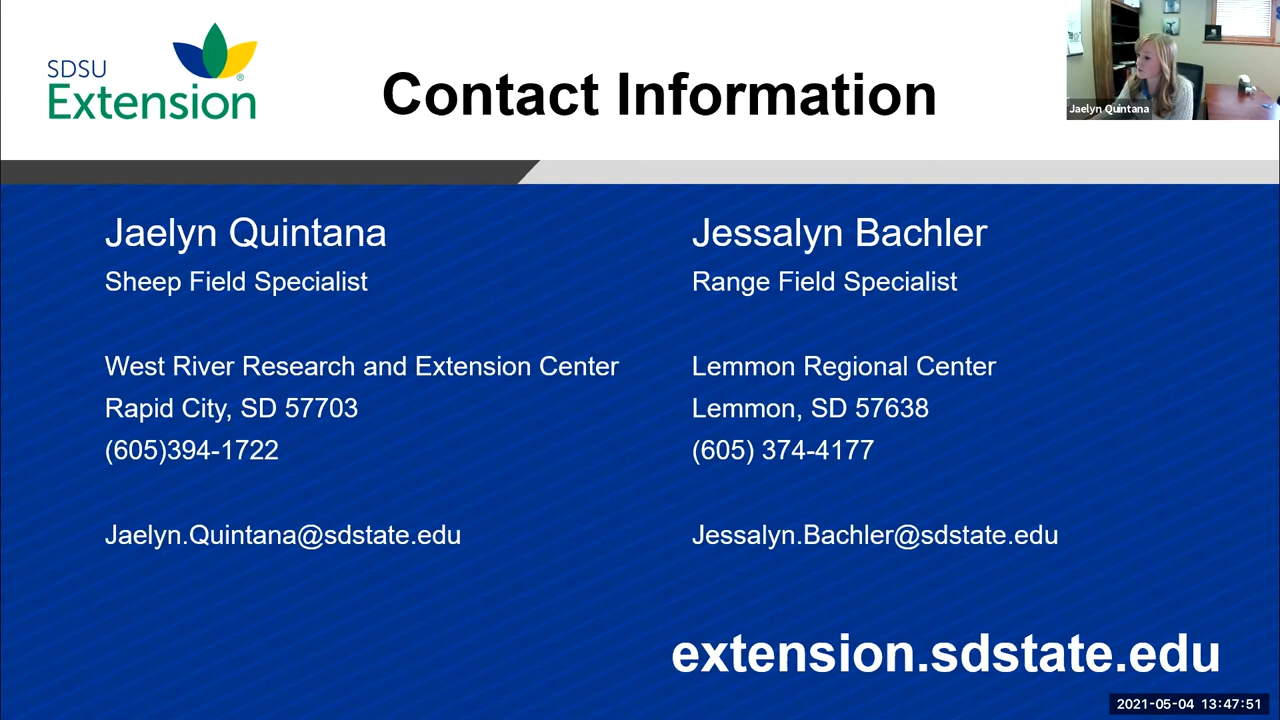 SDSU
Extension
®
Contact Information
Jaelyn Quintana
Jaelyn Quintana
Sheep Field Specialist
West River Research and Extension Center
Rapid City, SD 57703
(605)394-1722
Jaelyn.Quintana@sdstate.edu
Jessalyn Bachler
Range Field Specialist
Lemmon Regional Center
Lemmon, SD 57638
(605) 374-4177
Jessalyn.Bachler@sdstate.edu
extension.sdstate.edu
2021-05-04 13:47:51